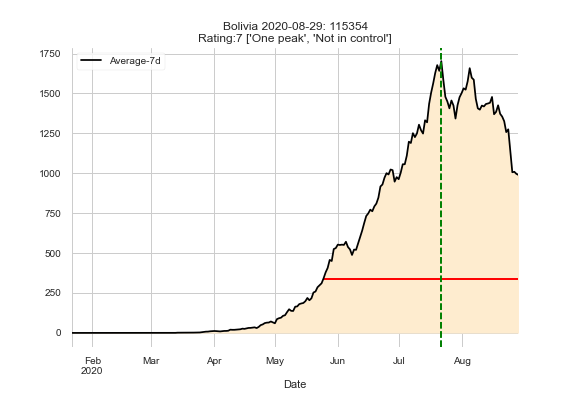 Bolivia 2020-08-29: 115354
Rating:7 ['One peak', 'Not in control']
Average-7d
1750
1500
1250
1000
750
500
250
0
Feb Mar Apr May Jun Jul Aug
2020
Date